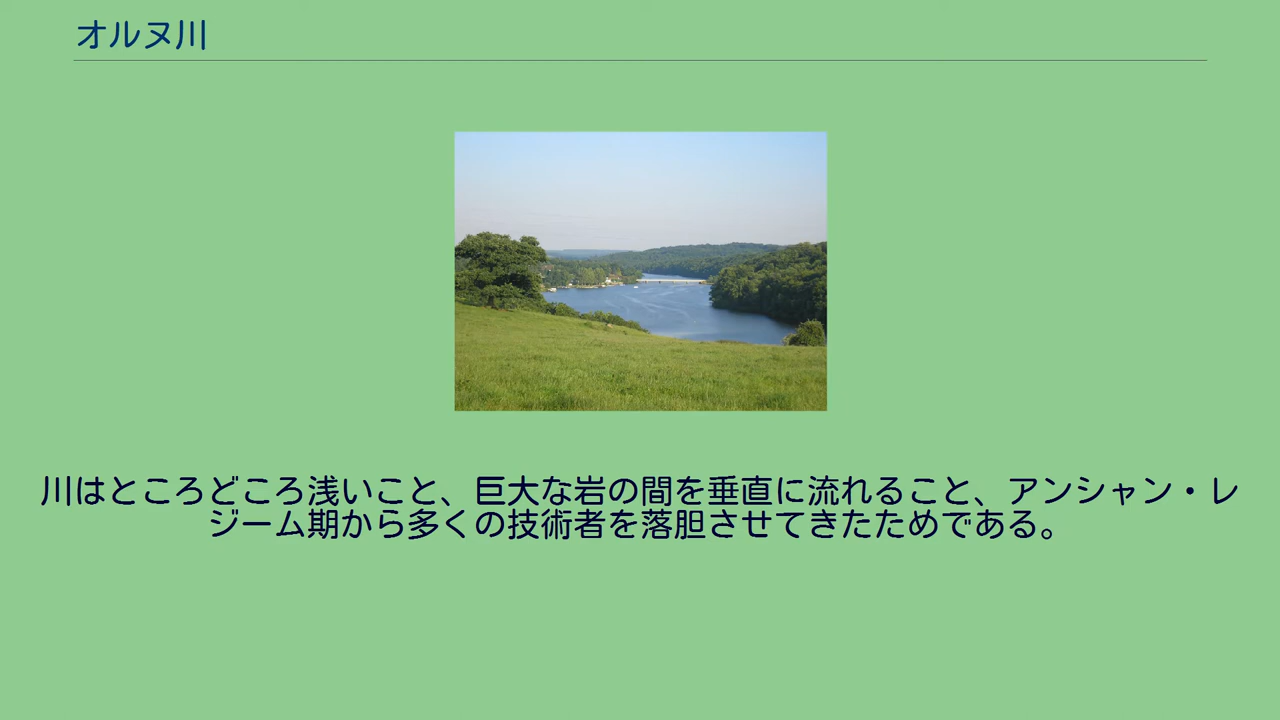 オルヌ川
川はところどころ浅いこと、巨大な岩の間を垂直に流れること、アンシャン・レ
ジーム期から多くの技術者を落胆させてきたためである。